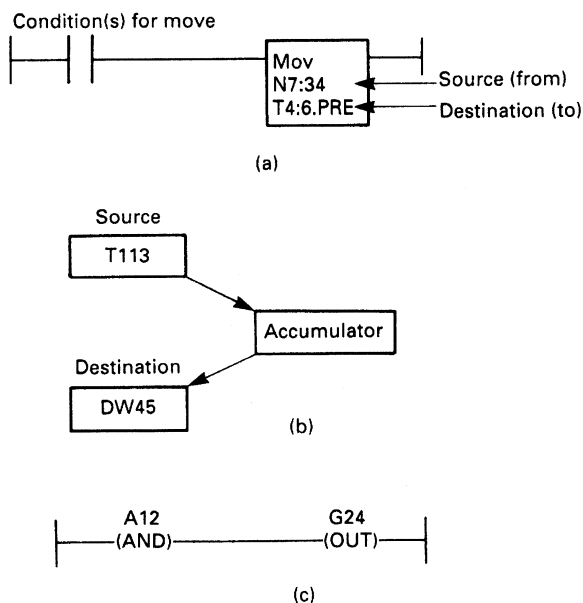 Condition(s) for move
Mov
N7:34
T4:6.PRE
Source (from)
Destination (to)
(a)
Source
T113
Accumulator
Destination
DW45
(b)
A12
G24
(AND)
(OUT)
(c)